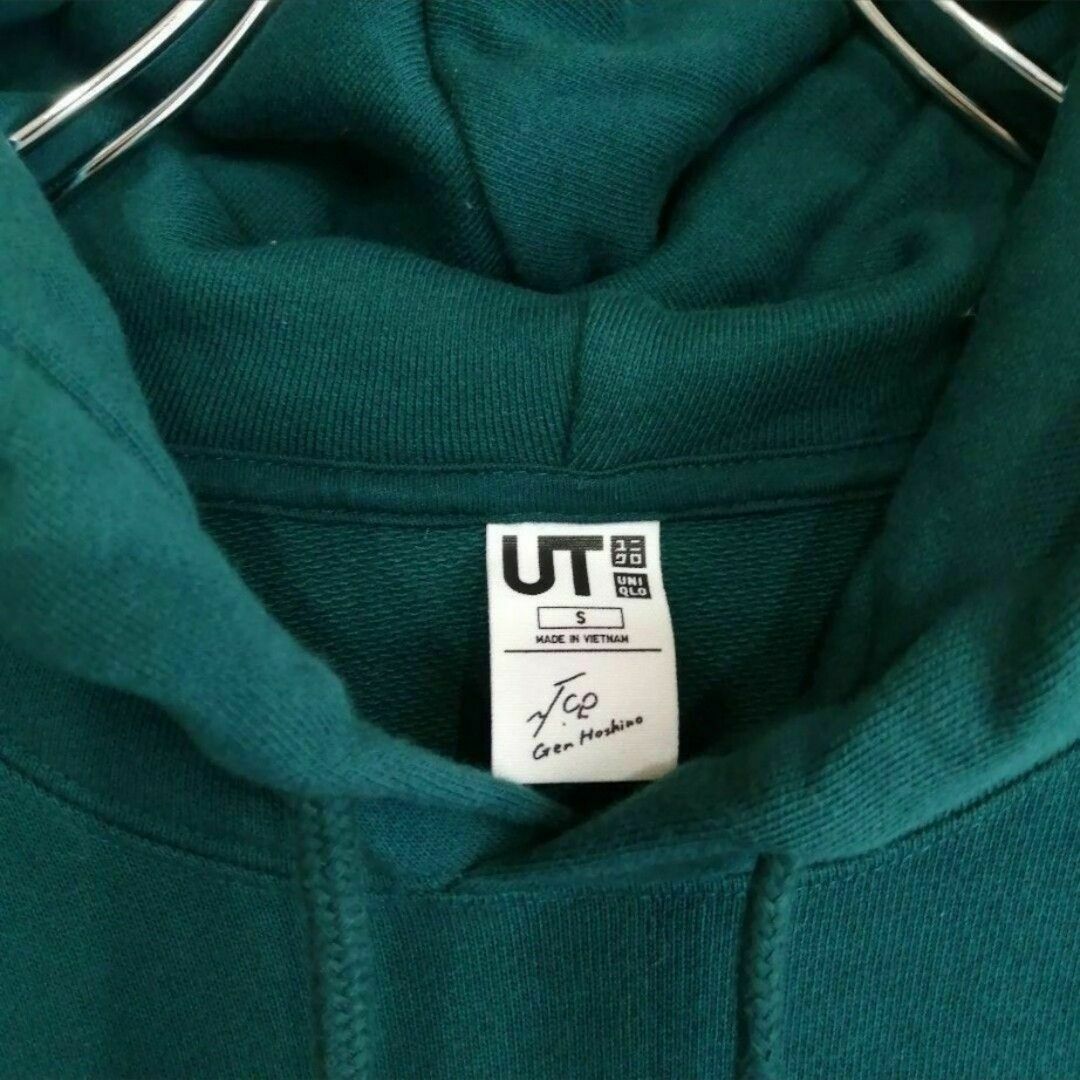 UT
ユニ
クロ
UNI
QLO
S
MADE IN VIETNAM
Gen Hoshino